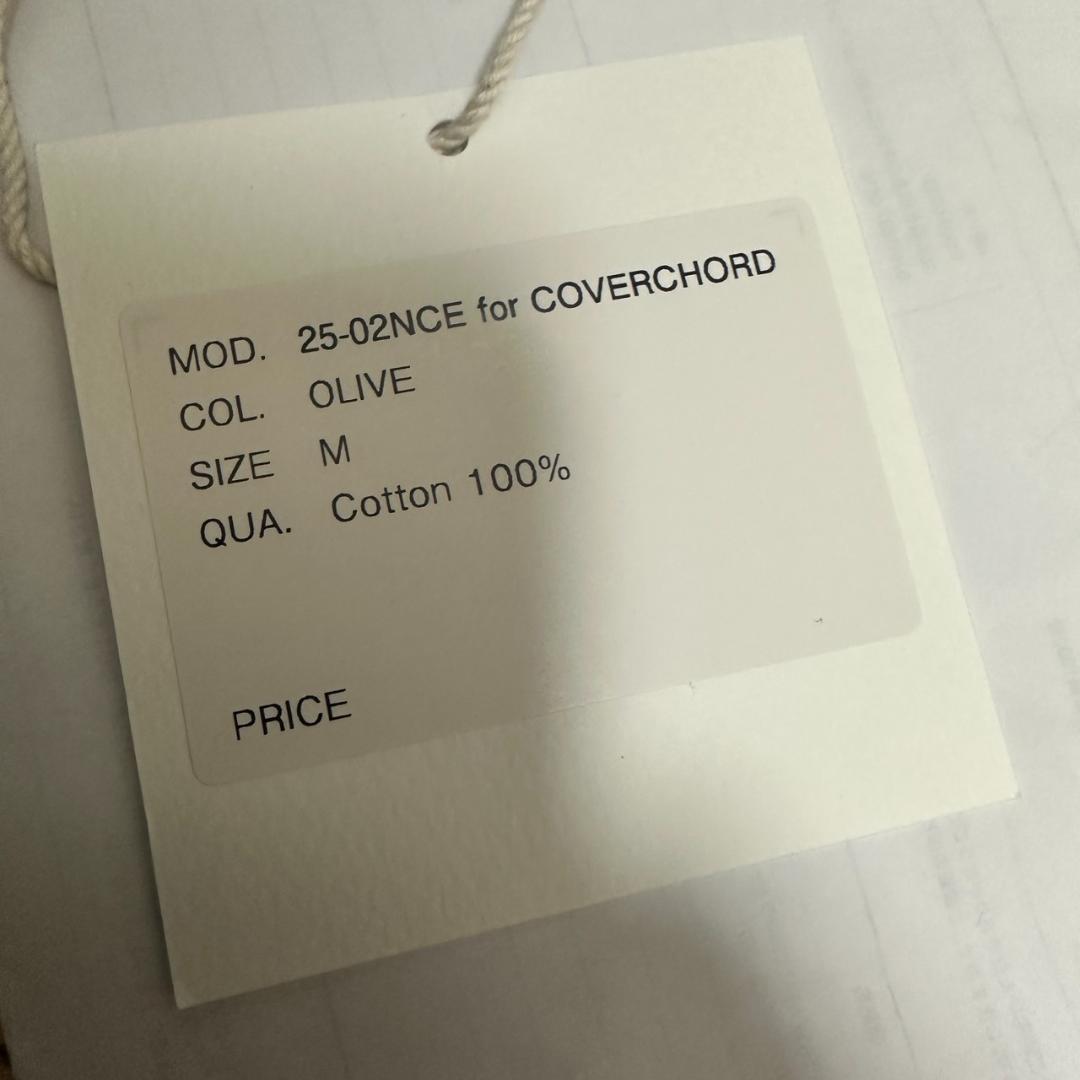 MOD. 25-02NCE for COVERCHORD
COL. OLIVE
SIZE M
QUA. Cotton 100%
PRICE